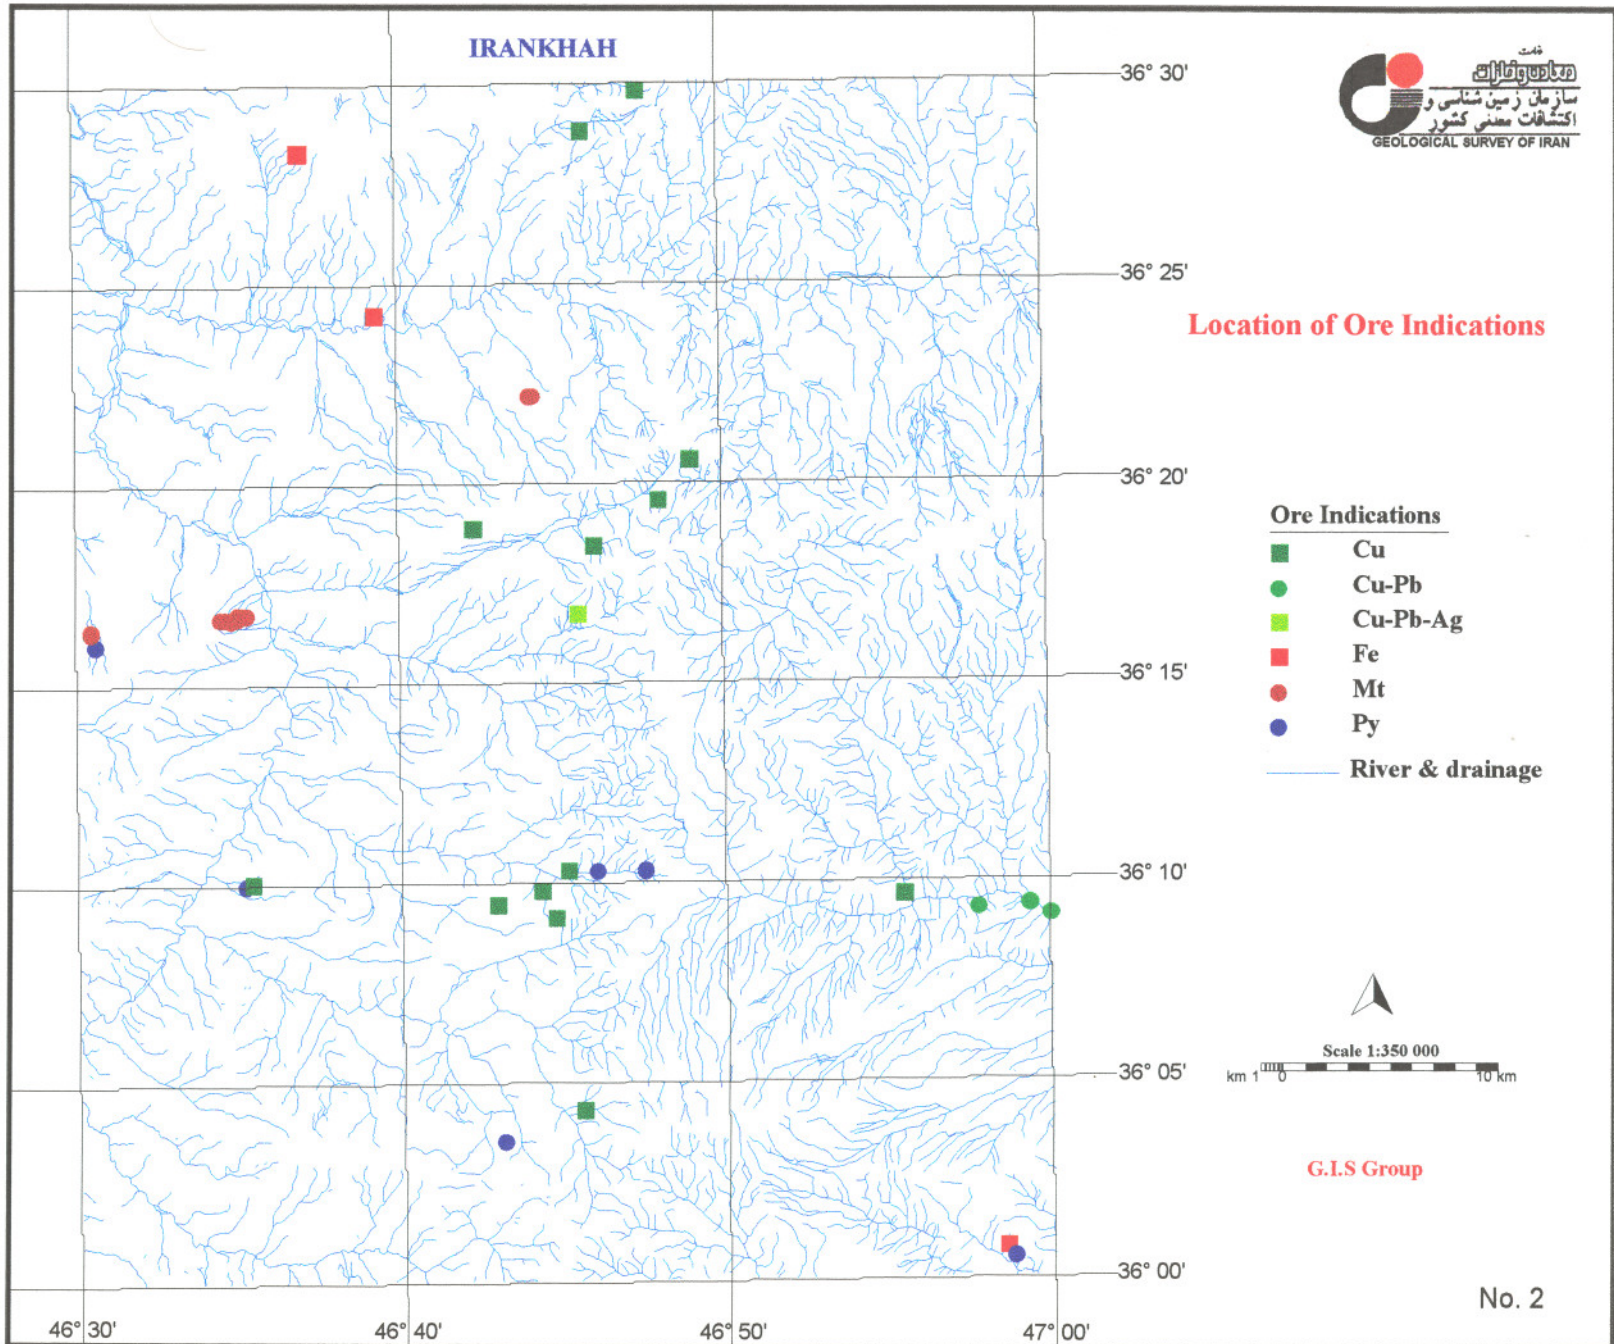 IRANKHAH
خدمت
سازمان زمین شناسی و
اکتشافات معدنی کشور
GEOLOGICAL SURVEY OF IRAN
36° 30'
36° 25'
Location of Ore Indications
36° 20'
Ore Indications
Cu
Cu-Pb
Cu-Pb-Ag
Fe
Mt
Py
River & drainage
36° 15'
36° 10'
Scale 1:350 000
km 1 0 10 km
36° 05'
G.I.S Group
36° 00'
No. 2
46° 30' 46° 40' 46° 50' 47° 00'